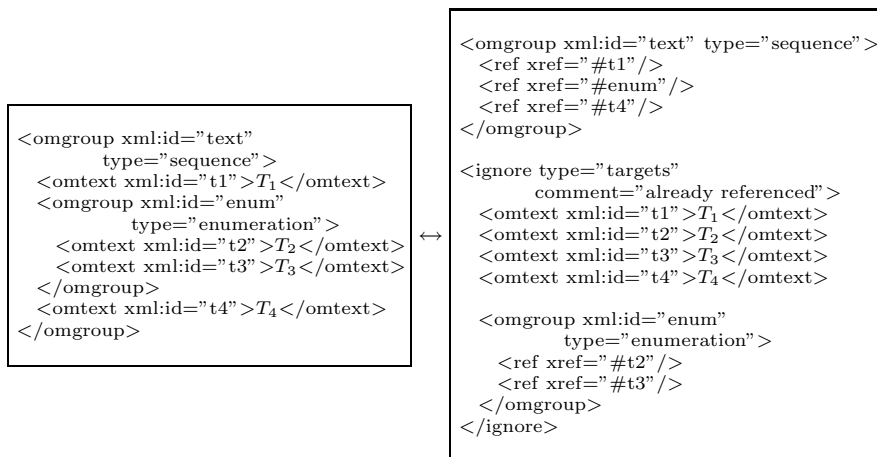 <omgroup xml:id="text"
type="sequence">
<omtext xml:id="t1">T1</omtext>
<omgroup xml:id="enum"
type="enumeration">
<omtext xml:id="t2">T2</omtext>
<omtext xml:id="t3">T3</omtext>
</omgroup>
<omtext xml:id="t4">T4</omtext>
</omgroup>
↔
<omgroup xml:id="text" type="sequence">
<ref xref="#t1"/>
<ref xref="#enum"/>
<ref xref="#t4"/>
</omgroup>
<ignore type="targets"
comment="already referenced">
<omtext xml:id="t1">T1</omtext>
<omtext xml:id="t2">T2</omtext>
<omtext xml:id="t3">T3</omtext>
<omtext xml:id="t4">T4</omtext>
<omgroup xml:id="enum"
type="enumeration">
<ref xref="#t2"/>
<ref xref="#t3"/>
</omgroup>
</ignore>